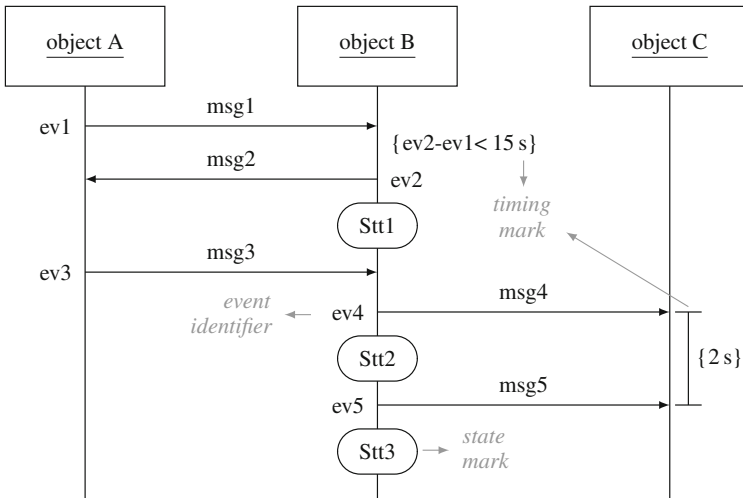 object A
object B
object C
msg1
ev1
{ev2-ev1< 15 s}
msg2
ev2
timing
mark
Stt1
msg3
ev3
event
identifier
ev4
msg4
Stt2
{2 s}
msg5
ev5
Stt3
state
mark